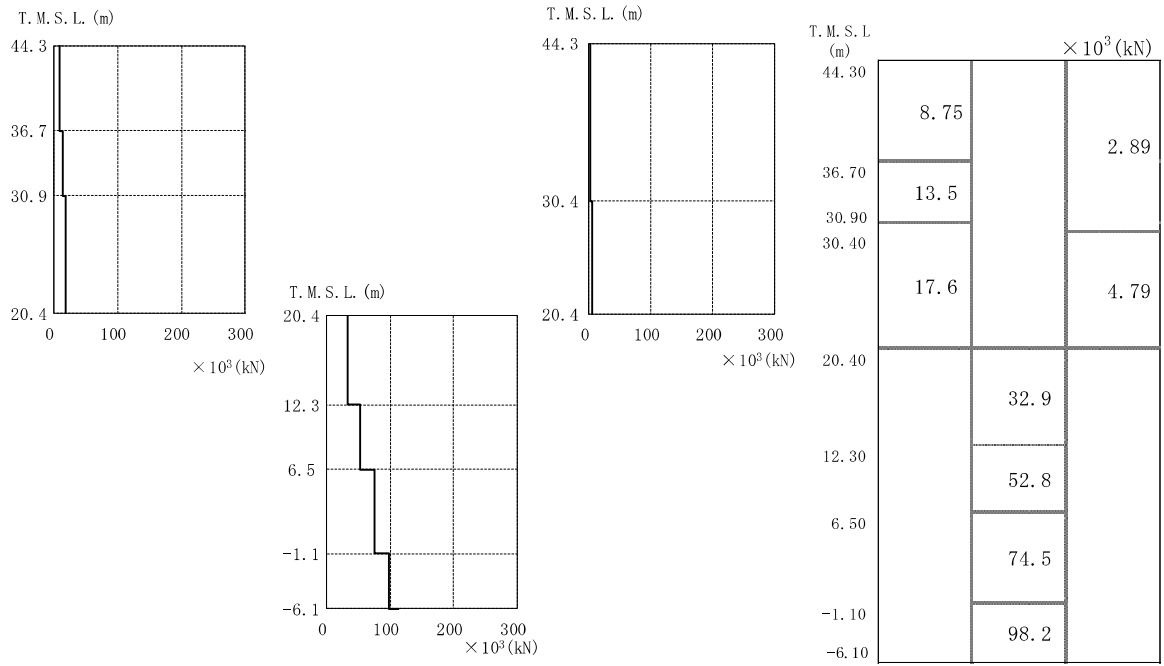 T.M.S.L.(m)
44.3
36.7
30.9
20.4
0 100 200 300
×10³(kN)
T.M.S.L.(m)
20.4
12.3
6.5
-1.1
-6.1
0 100 200 300
×10³(kN)
T.M.S.L.(m)
44.3
30.4
20.4
0 100 200 300
×10³(kN)
T.M.S.L
(m)
×10³(kN)
44.30
8.75
2.89
36.70
13.5
30.90
30.40
17.6
4.79
20.40
32.9
12.30
52.8
6.50
74.5
-1.10
98.2
-6.10